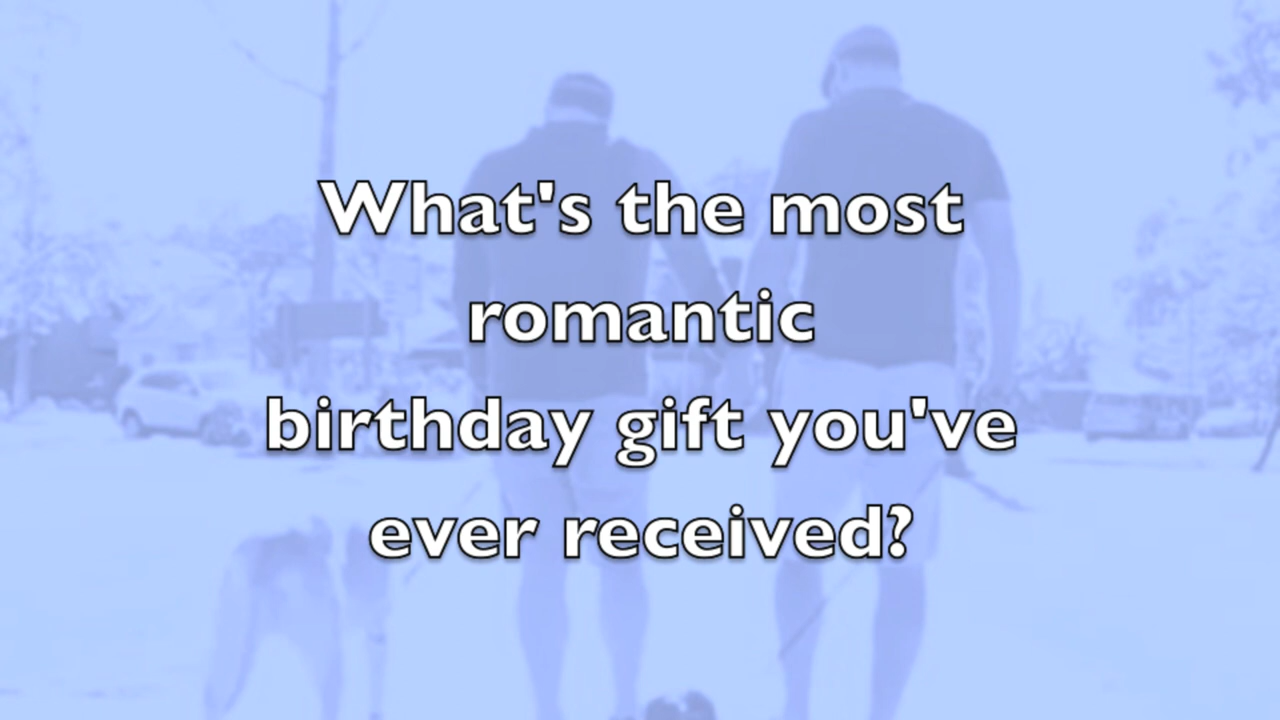 What's the most
romantic
birthday gift you've
ever received?